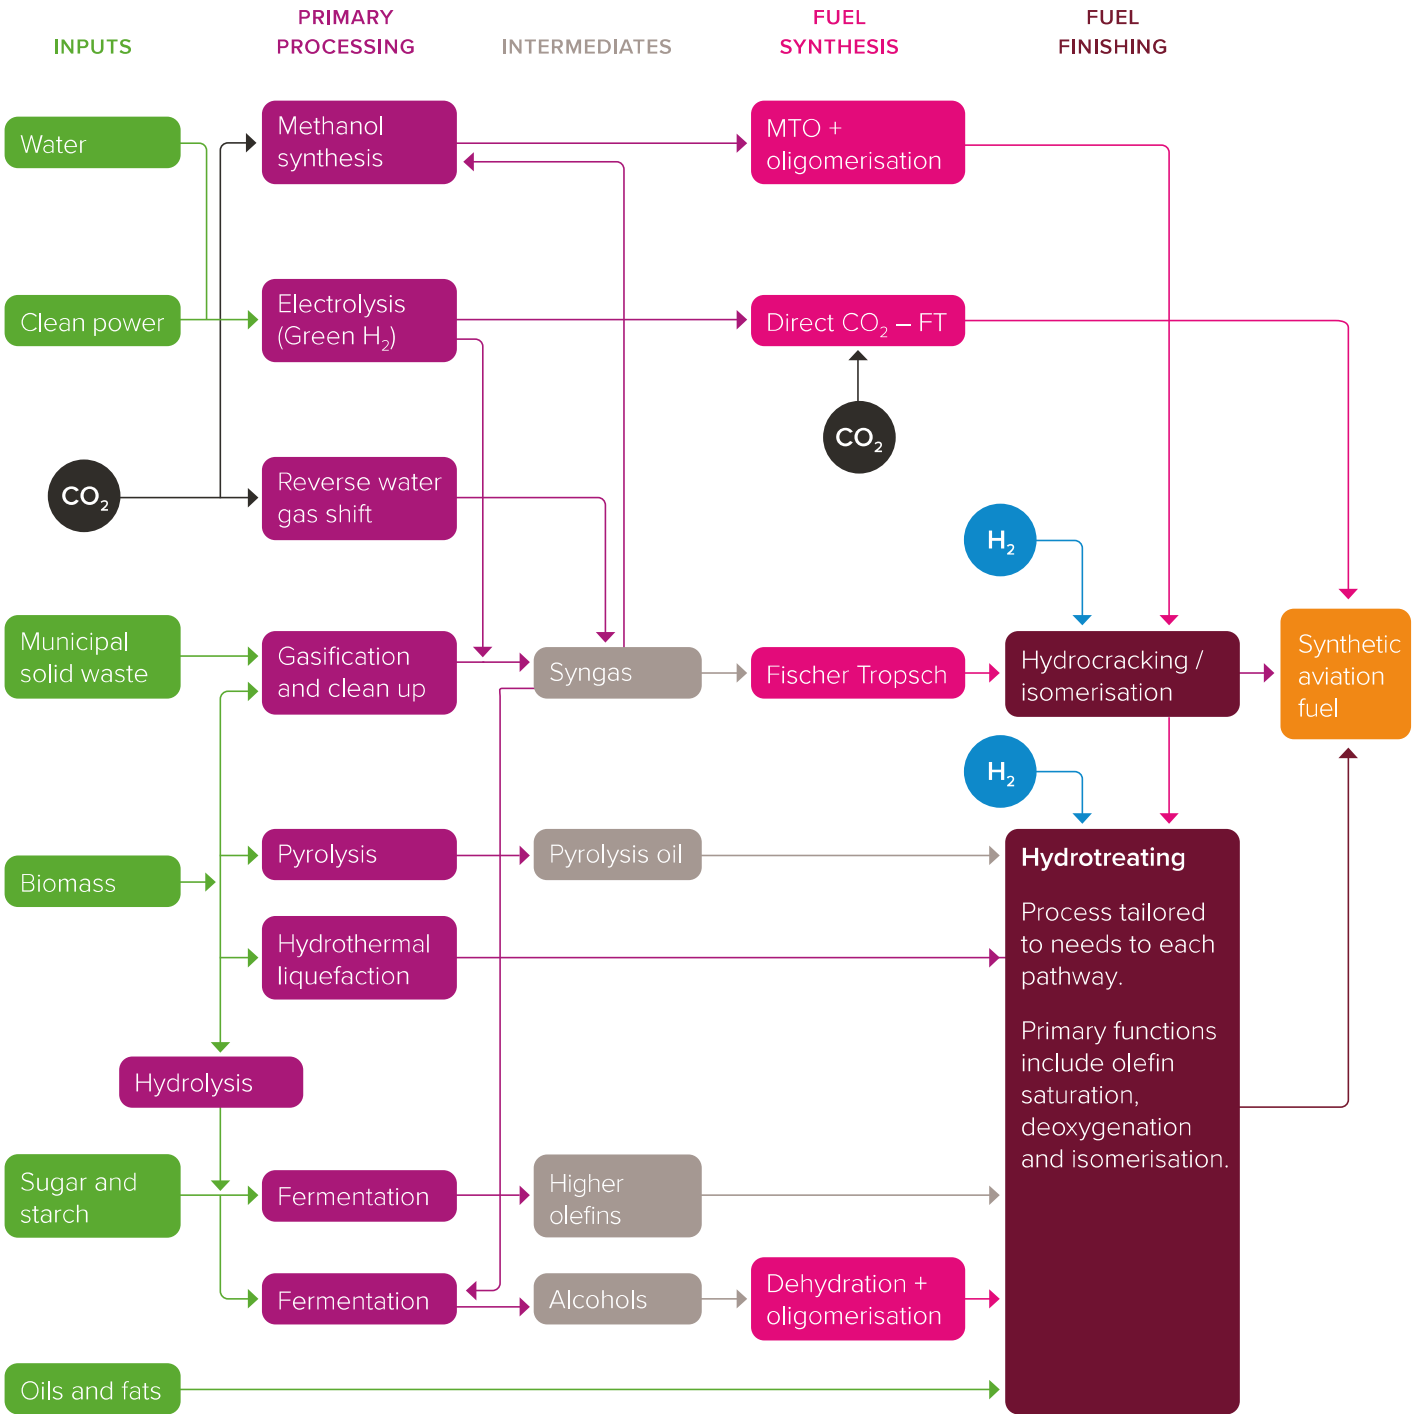 INPUTS
PRIMARY
PROCESSING
INTERMEDIATES
FUEL
SYNTHESIS
FUEL
FINISHING
Water
Methanol
synthesis
MTO +
oligomerisation
Clean power
Electrolysis
(Green H₂)
Direct CO₂ – FT
CO₂
CO₂
Reverse water
gas shift
H₂
Municipal
solid waste
Gasification
and clean up
Syngas
Fischer Tropsch
Hydrocracking /
isomerisation
Synthetic
aviation
fuel
H₂
Biomass
Pyrolysis
Pyrolysis oil
Hydrothermal
liquefaction
Hydrotreating
Process tailored
to needs to each
pathway.
Primary functions
include olefin
saturation,
deoxygenation
and isomerisation.
Hydrolysis
Sugar and
starch
Fermentation
Higher
olefins
Fermentation
Alcohols
Dehydration +
oligomerisation
Oils and fats